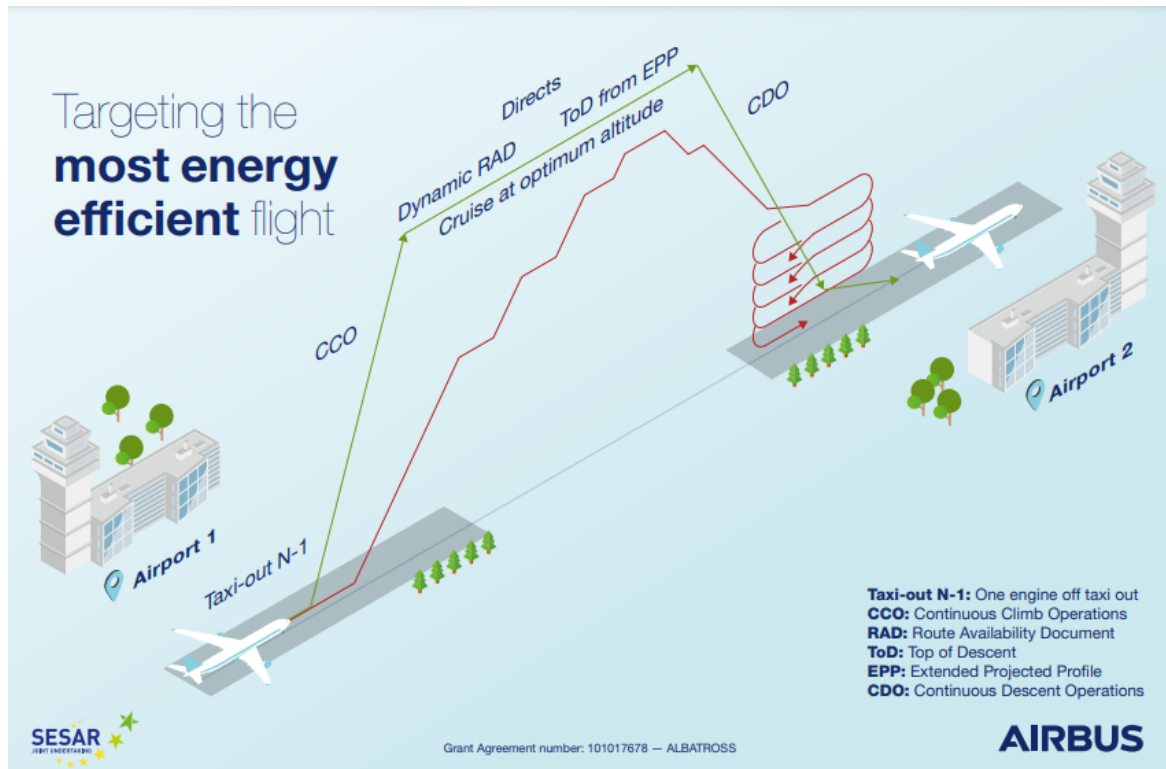 Targeting the
most energy
efficient flight
Directs
ToD from EPP
CDO
Dynamic RAD
Cruise at optimum altitude
CCO
Airport 2
Airport 1
Taxi-out N-1
Taxi-out N-1: One engine off taxi out
CCO: Continuous Climb Operations
RAD: Route Availability Document
ToD: Top of Descent
EPP: Extended Projected Profile
CDO: Continuous Descent Operations
SESAR
JOINT UNDERTAKING
Grant Agreement number: 101017678 — ALBATROSS
AIRBUS